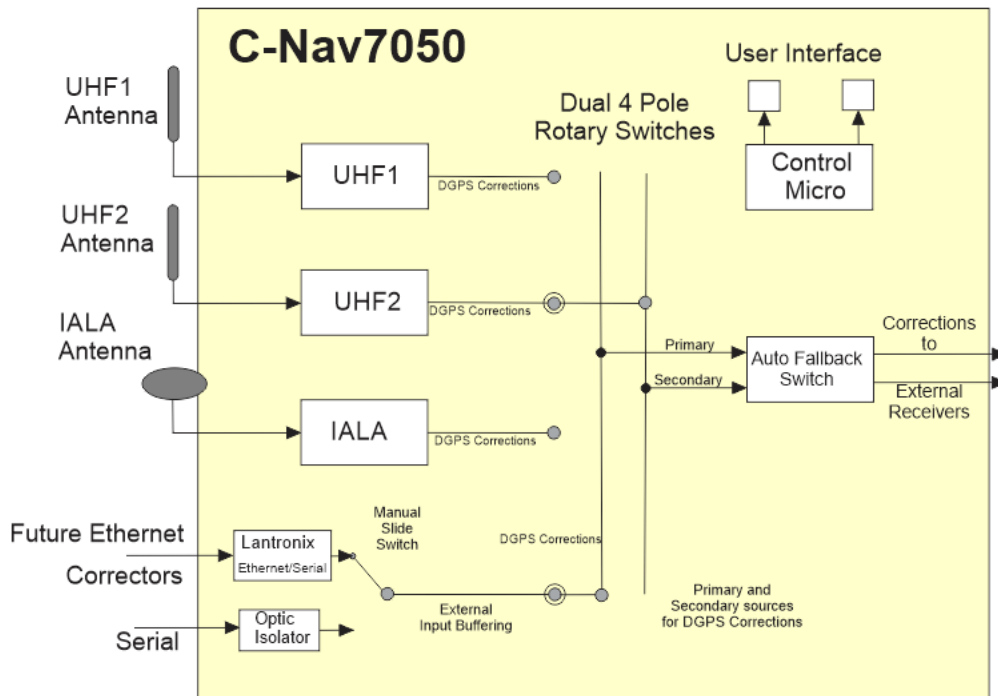 C-Nav7050
User Interface
UHF1
Antenna
Dual 4 Pole
Rotary Switches
Control
Micro
UHF1
DGPS Corrections
UHF2
Antenna
UHF2
DGPS Corrections
IALA
Antenna
Primary
Secondary
Auto Fallback
Switch
Corrections
to
External
Receivers
IALA
DGPS Corrections
Manual
Slide
Switch
Future Ethernet
Correctors
Lantronix
Ethernet/Serial
DGPS Corrections
External
Input Buffering
Primary and
Secondary sources
for DGPS Corrections
Serial
Optic
Isolator